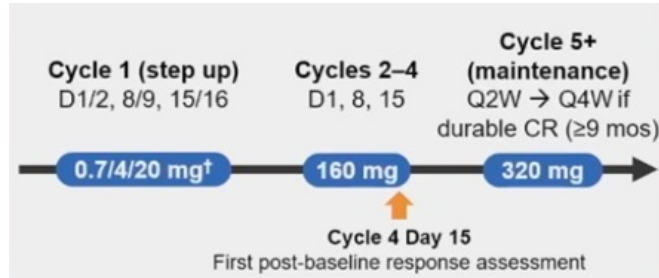 Cycle 1 (step up)
D1/2, 8/9, 15/16
0.7/4/20 mg†
Cycles 2–4
D1, 8, 15
160 mg
Cycle 5+
(maintenance)
Q2W → Q4W if
durable CR (≥9 mos)
320 mg
Cycle 4 Day 15
First post-baseline response assessment